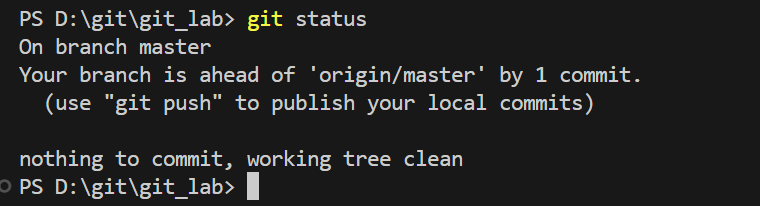 PS D:\git\git_lab> git status
On branch master
Your branch is ahead of 'origin/master' by 1 commit.
  (use "git push" to publish your local commits)
nothing to commit, working tree clean
PS D:\git\git_lab>